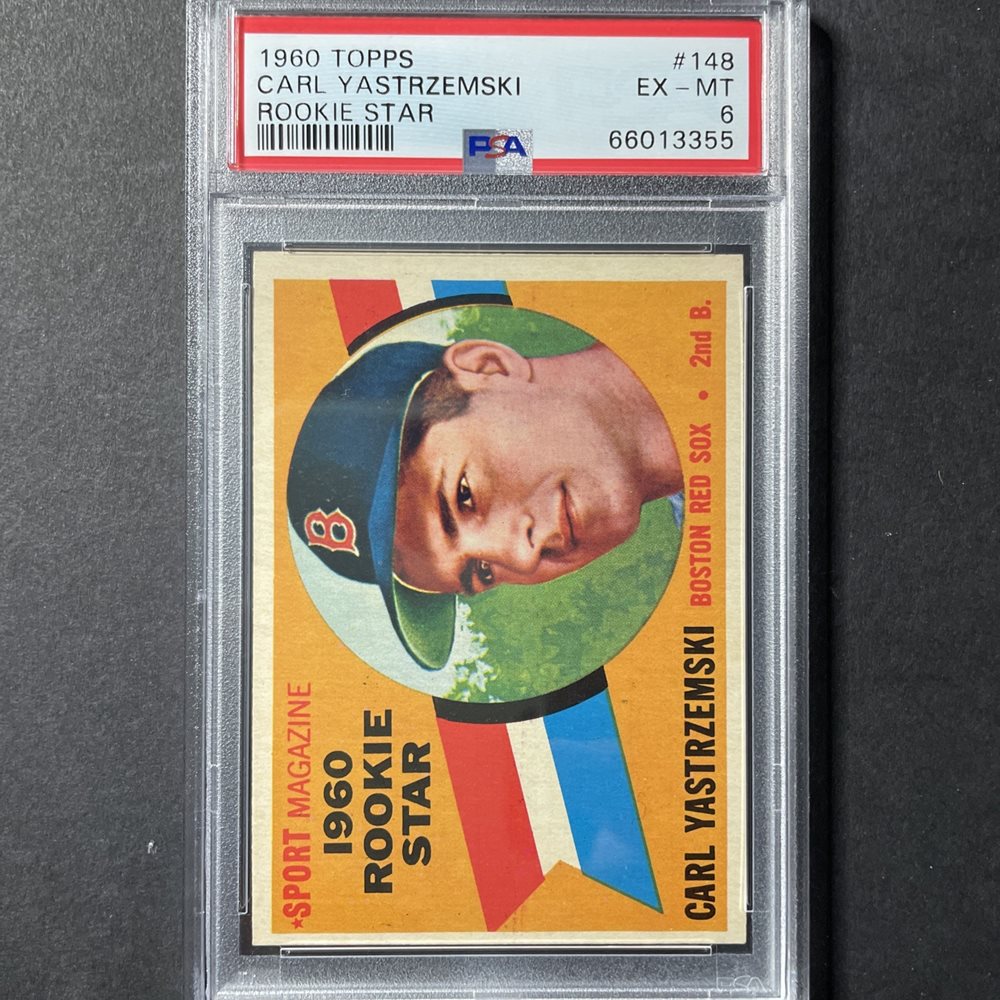 1960 TOPPS #148
CARL YASTRZEMSKI EX - MT
ROOKIE STAR 6
PSA 66013355
★SPORT MAGAZINE
1960
ROOKIE
STAR
B
CARL YASTRZEMSKI BOSTON RED SOX • 2nd B.